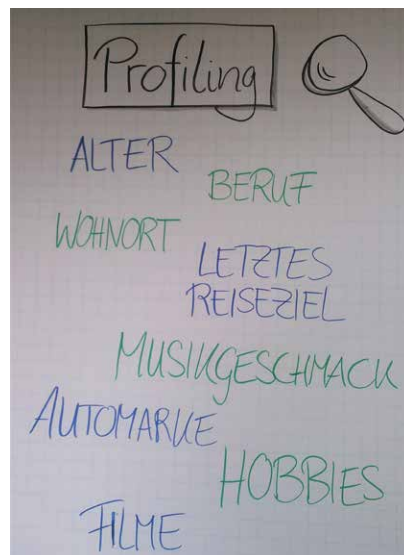 Profiling
ALTER
BERUF
WOHNORT
LETZTES
REISEZIEL
MUSIKGESCHMACK
AUTOMARKE
HOBBIES
FILME